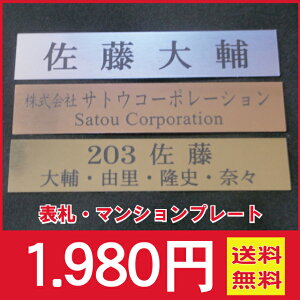 佐藤大輔
株式会社 サトウコーポレーション
Satou Corporation
203 佐藤
大輔・由里・隆史・奈々
表札・マンションプレート
1.980円
送料
無料